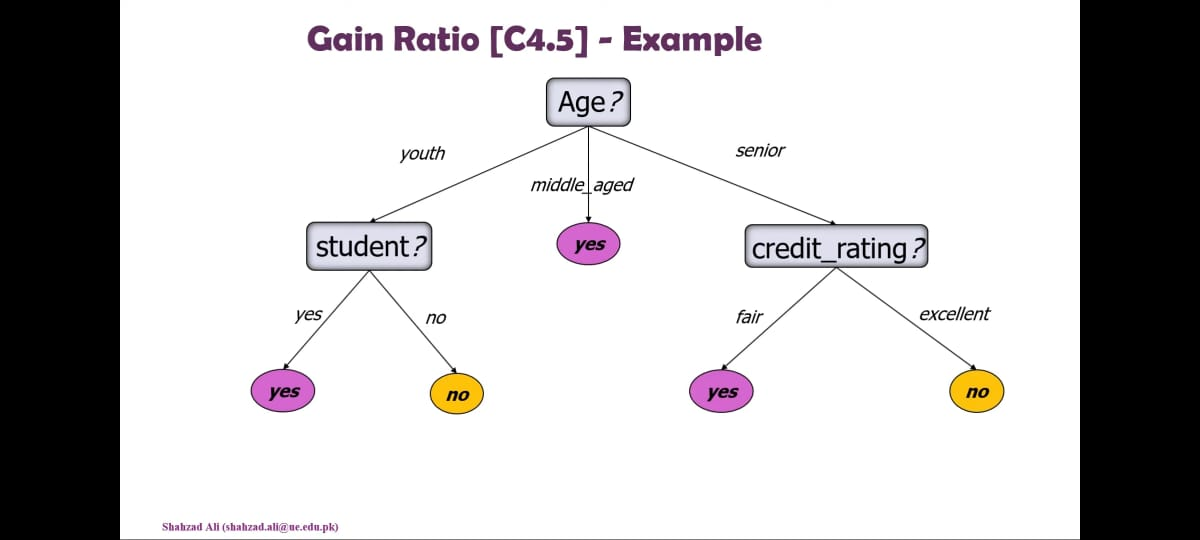 Gain Ratio [C4.5] - Example
Age?
youth
senior
middle_aged
student?
yes
credit_rating?
yes
no
fair
excellent
yes
no
yes
no
Shahzad Ali (shahzad.ali@ue.edu.pk)